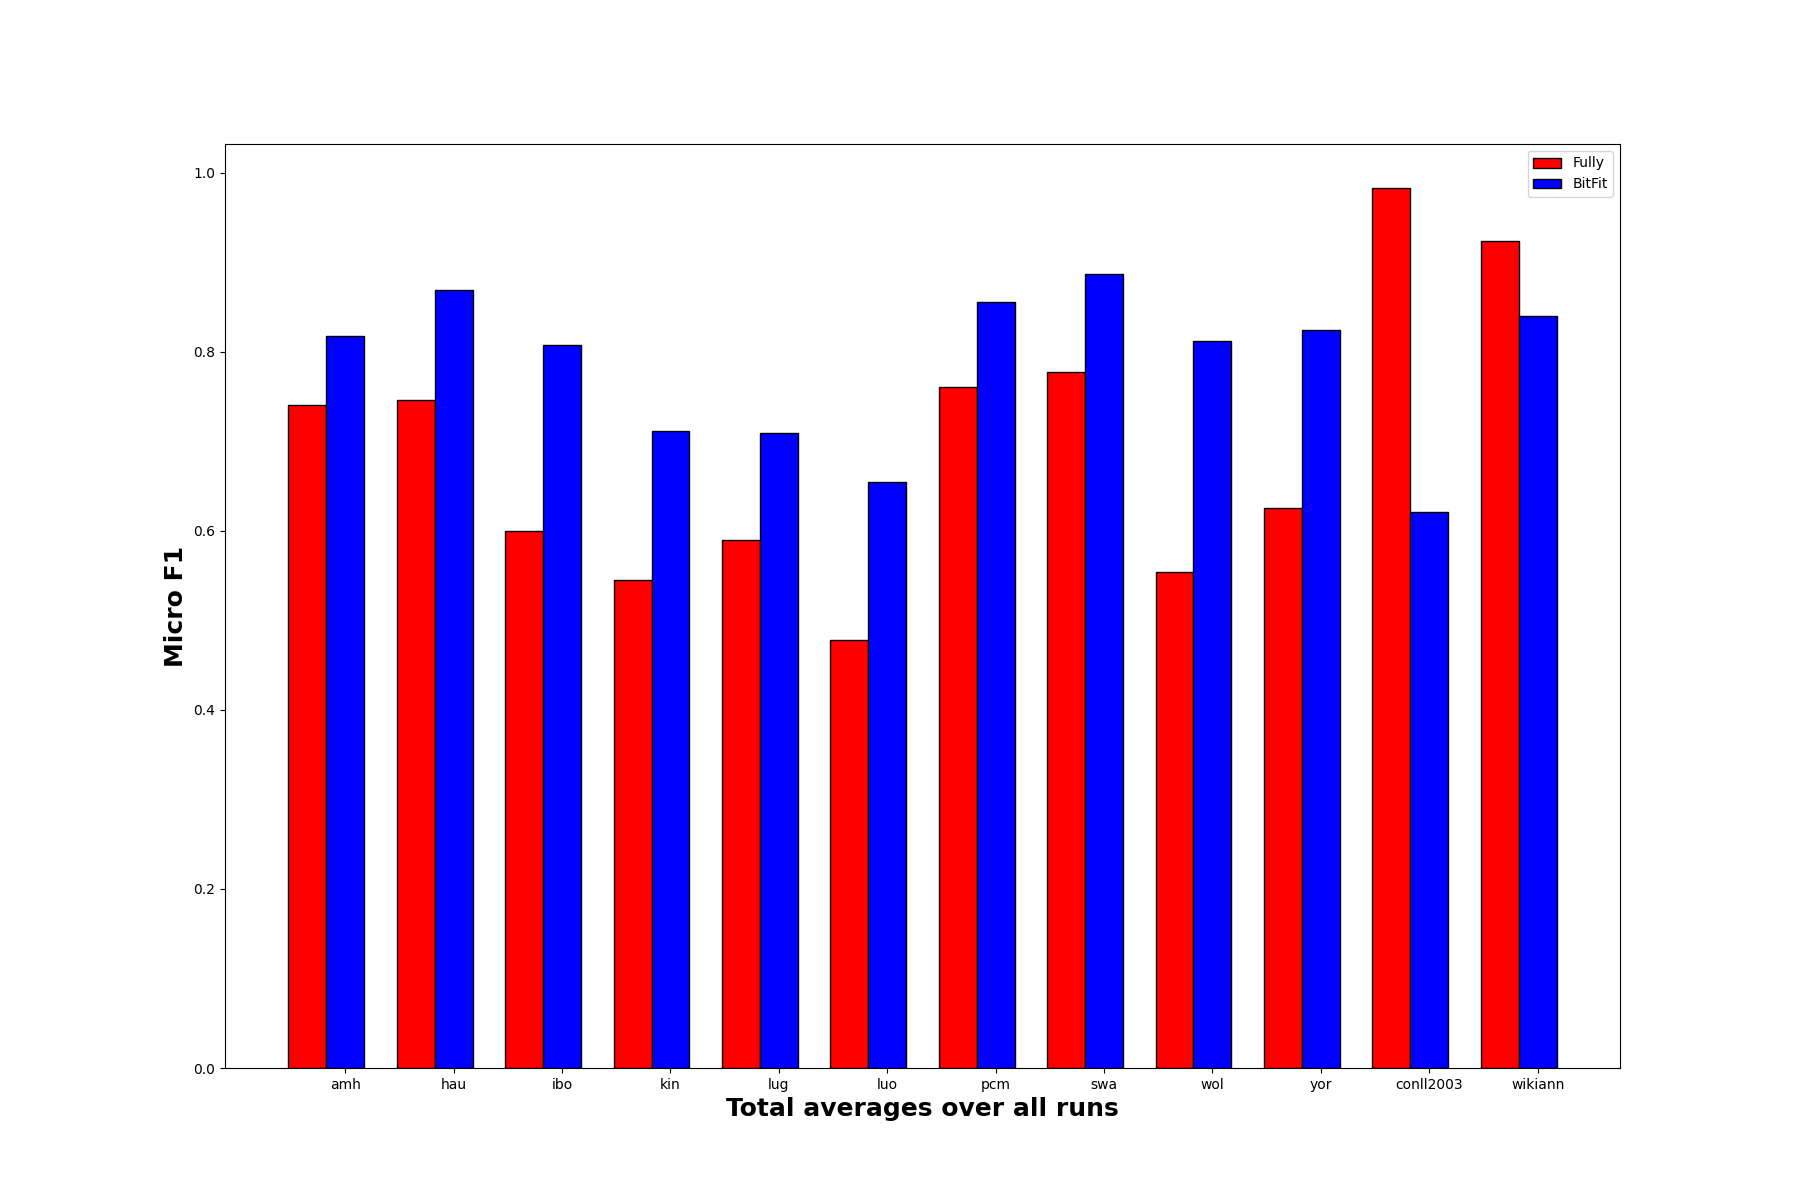 Fully
BitFit
1.0
0.8
0.6
0.4
0.2
0.0
Micro F1
amh hau ibo kin lug luo pcm swa wol yor conll2003 wikiann
Total averages over all runs